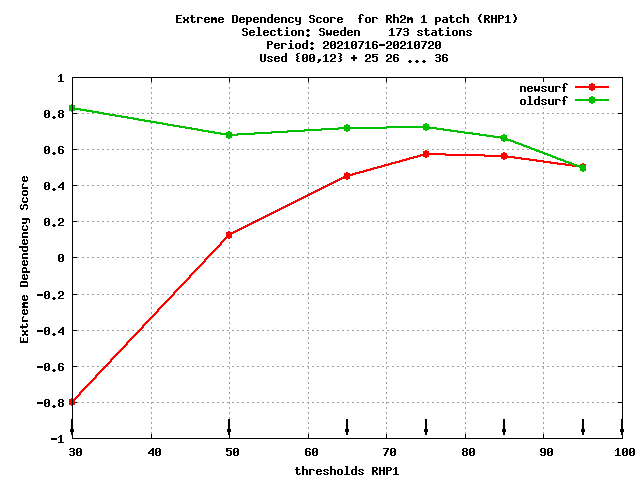 Extreme Dependency Score  for Rh2m 1 patch (RHP1)
Selection: Sweden    173 stations
Period: 20210716-20210720
Used {00,12} + 25 26 ... 36
newsurf
oldsurf
1
0.8
0.6
0.4
0.2
0
-0.2
-0.4
-0.6
-0.8
-1
Extreme Dependency Score
30 40 50 60 70 80 90 100
thresholds RHP1